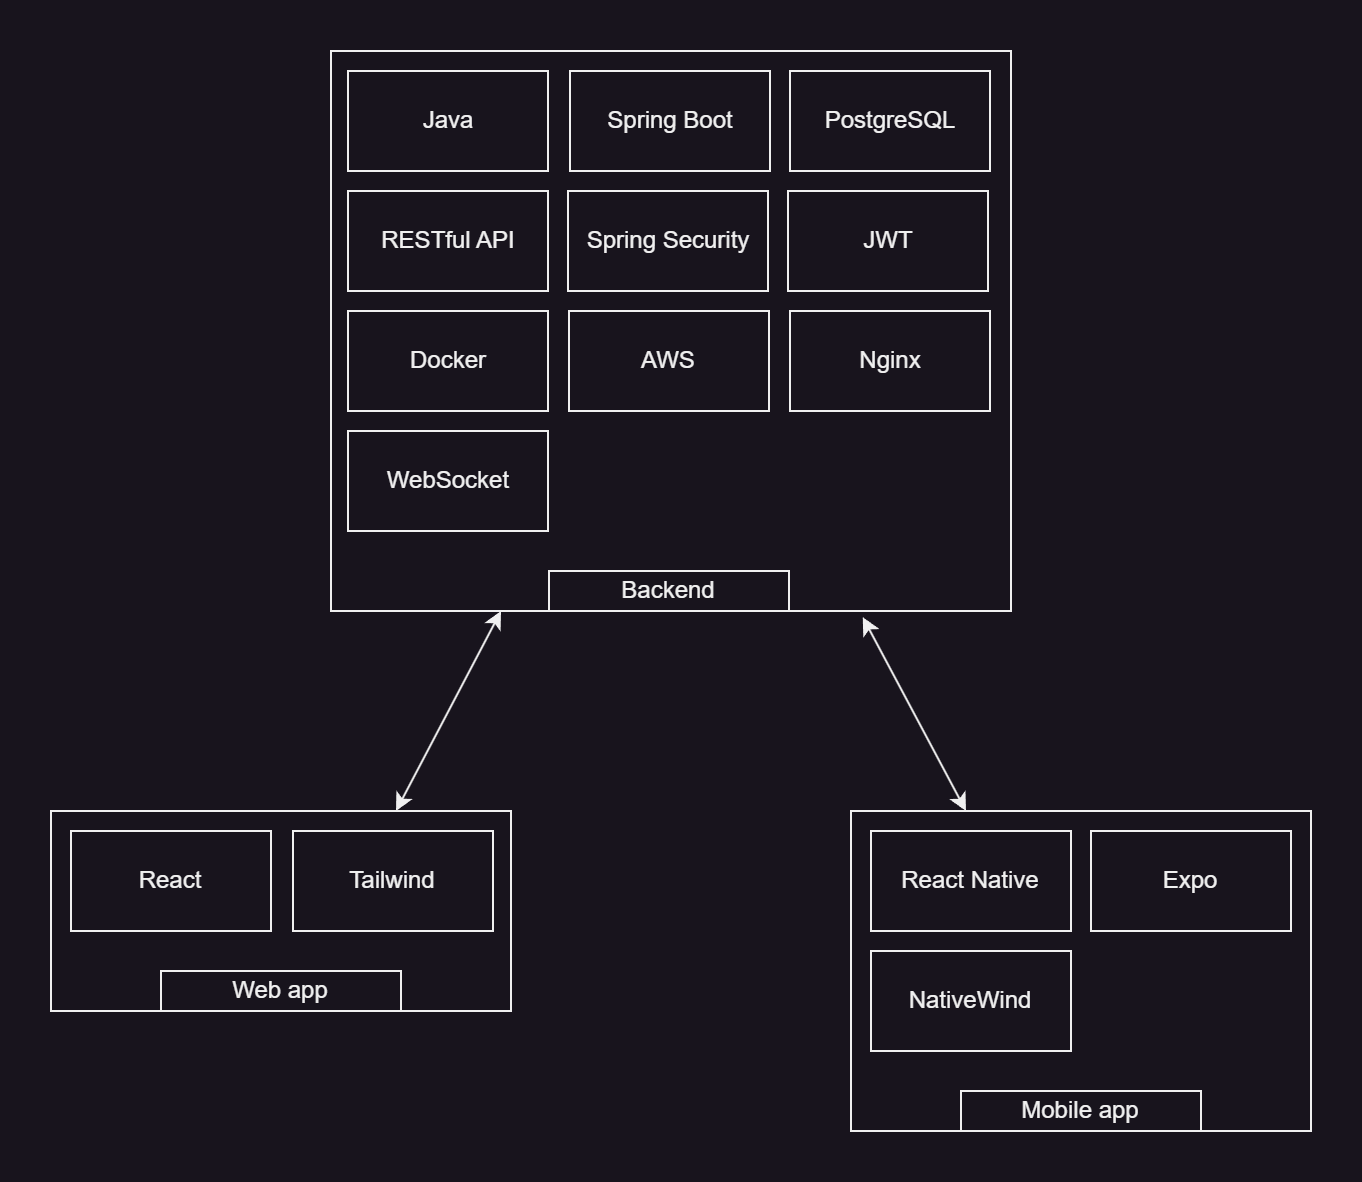 Java
Spring Boot
PostgreSQL
RESTful API
Spring Security
JWT
Docker
AWS
Nginx
WebSocket
Backend
React
Tailwind
Web app
React Native
Expo
NativeWind
Mobile app